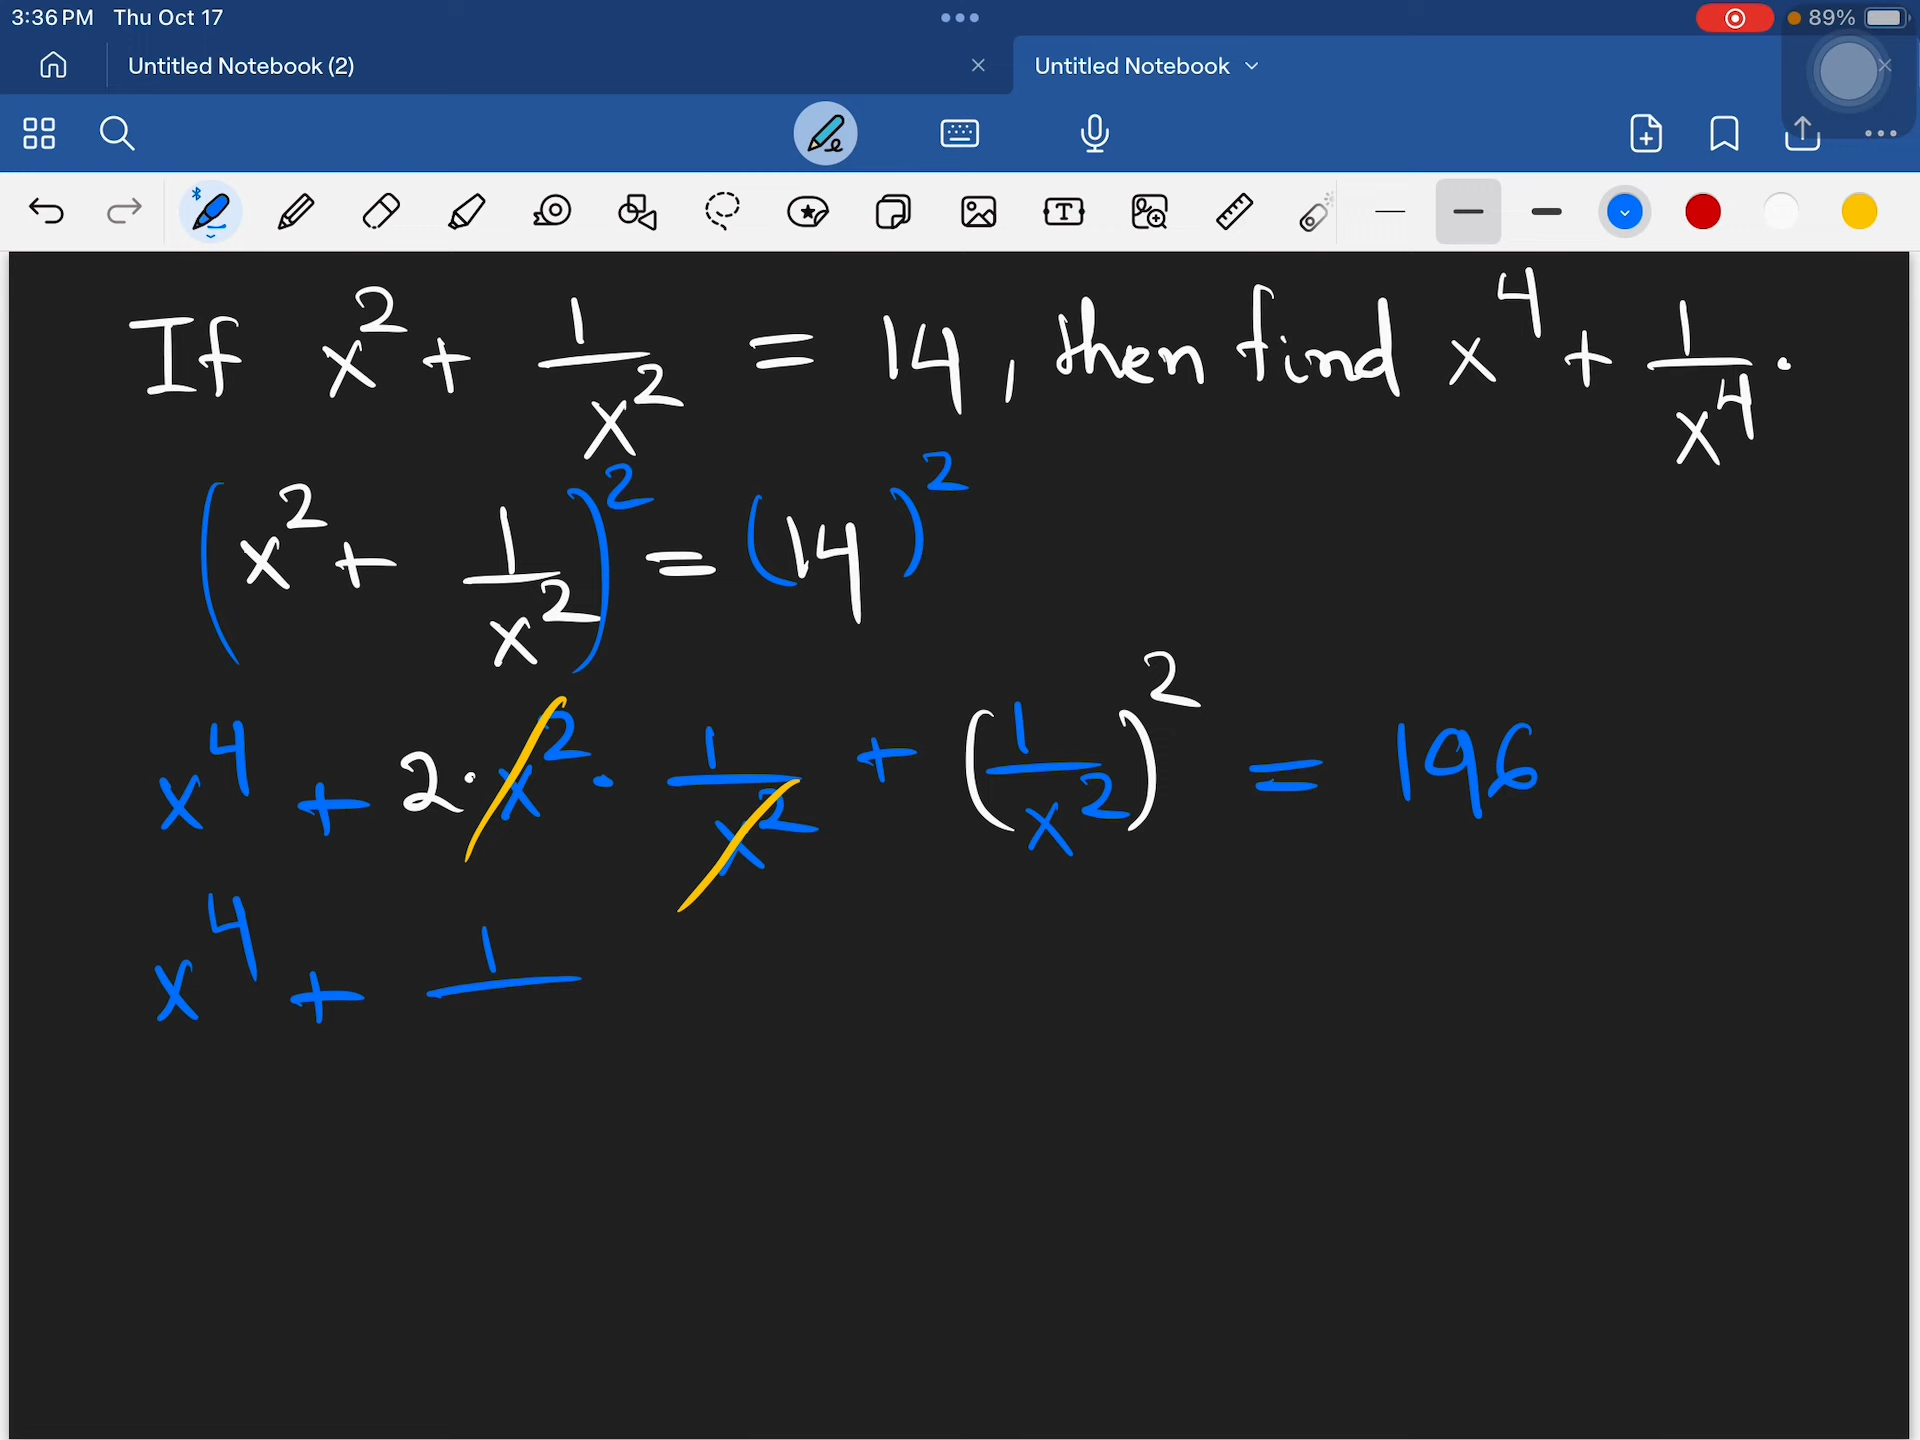 3:36 PM Thu Oct 17 89%
Untitled Notebook (2) Untitled Notebook
If x² + 1/x² = 14, then find x⁴ + 1/x⁴.
(x² + 1/x²)² = (14)²
x⁴ + 2·x²·1/x² + (1/x²)² = 196
x⁴ + 1/